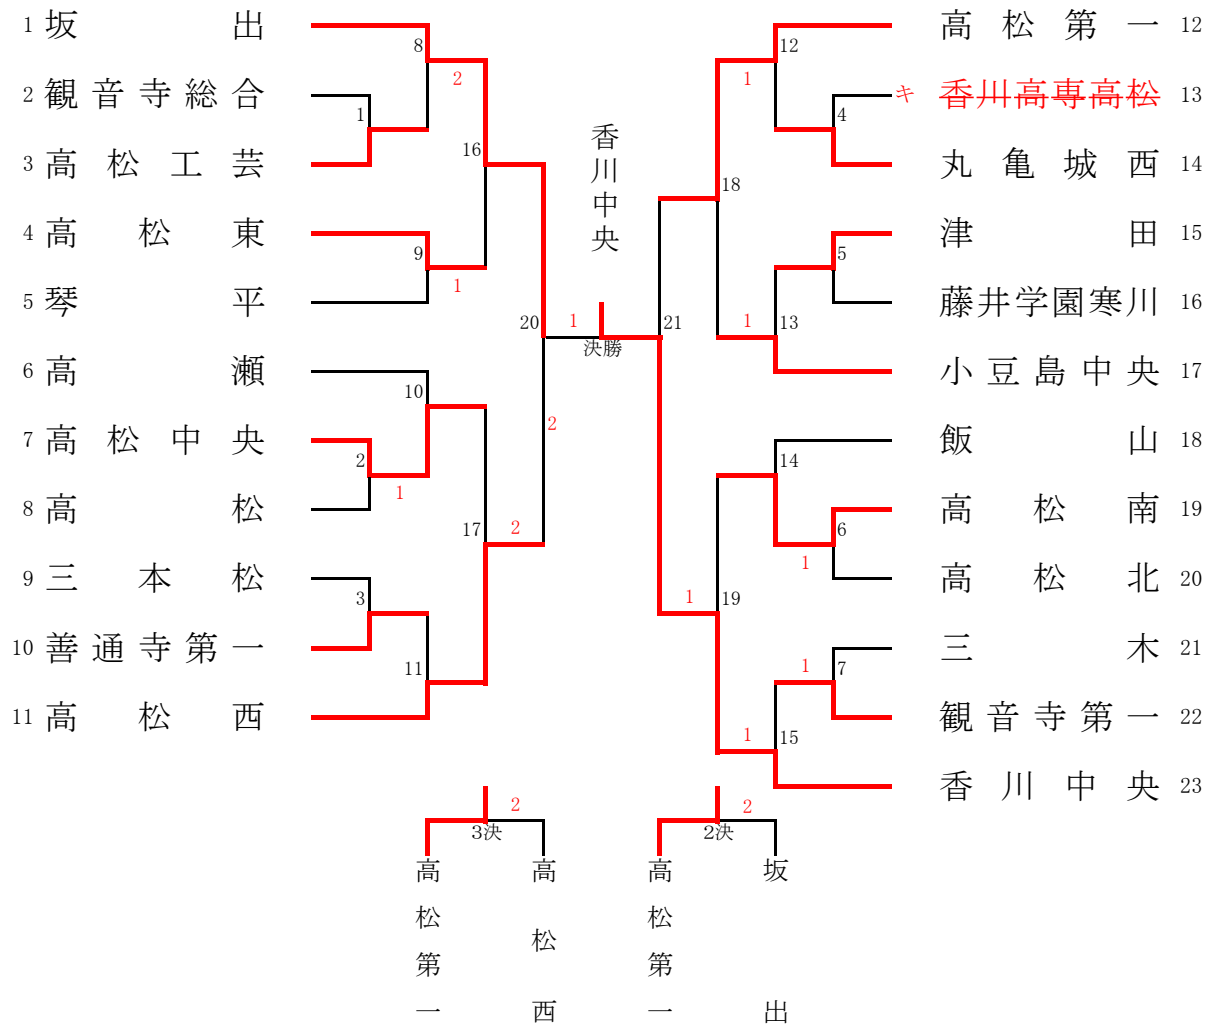 1 坂出
2 観音寺総合
3 高松工芸
4 高松東
5 琴平
6 高瀬
7 高松中央
8 高松
9 三本松
10 善通寺第一
11 高松西
8
2
1
16
9
1
20
10
2
1
17
2
3
11
2
香川中央
1
決勝
21
12
1
4
18
5
1
13
14
6
1
1
19
1
7
1
15
高松第一 12
キ 香川高専高松 13
丸亀城西 14
津田 15
藤井学園寒川 16
小豆島中央 17
飯山 18
高松南 19
高松北 20
三木 21
観音寺第一 22
香川中央 23
2
3決
高松第一
高松西
2
2決
高松第一
坂出